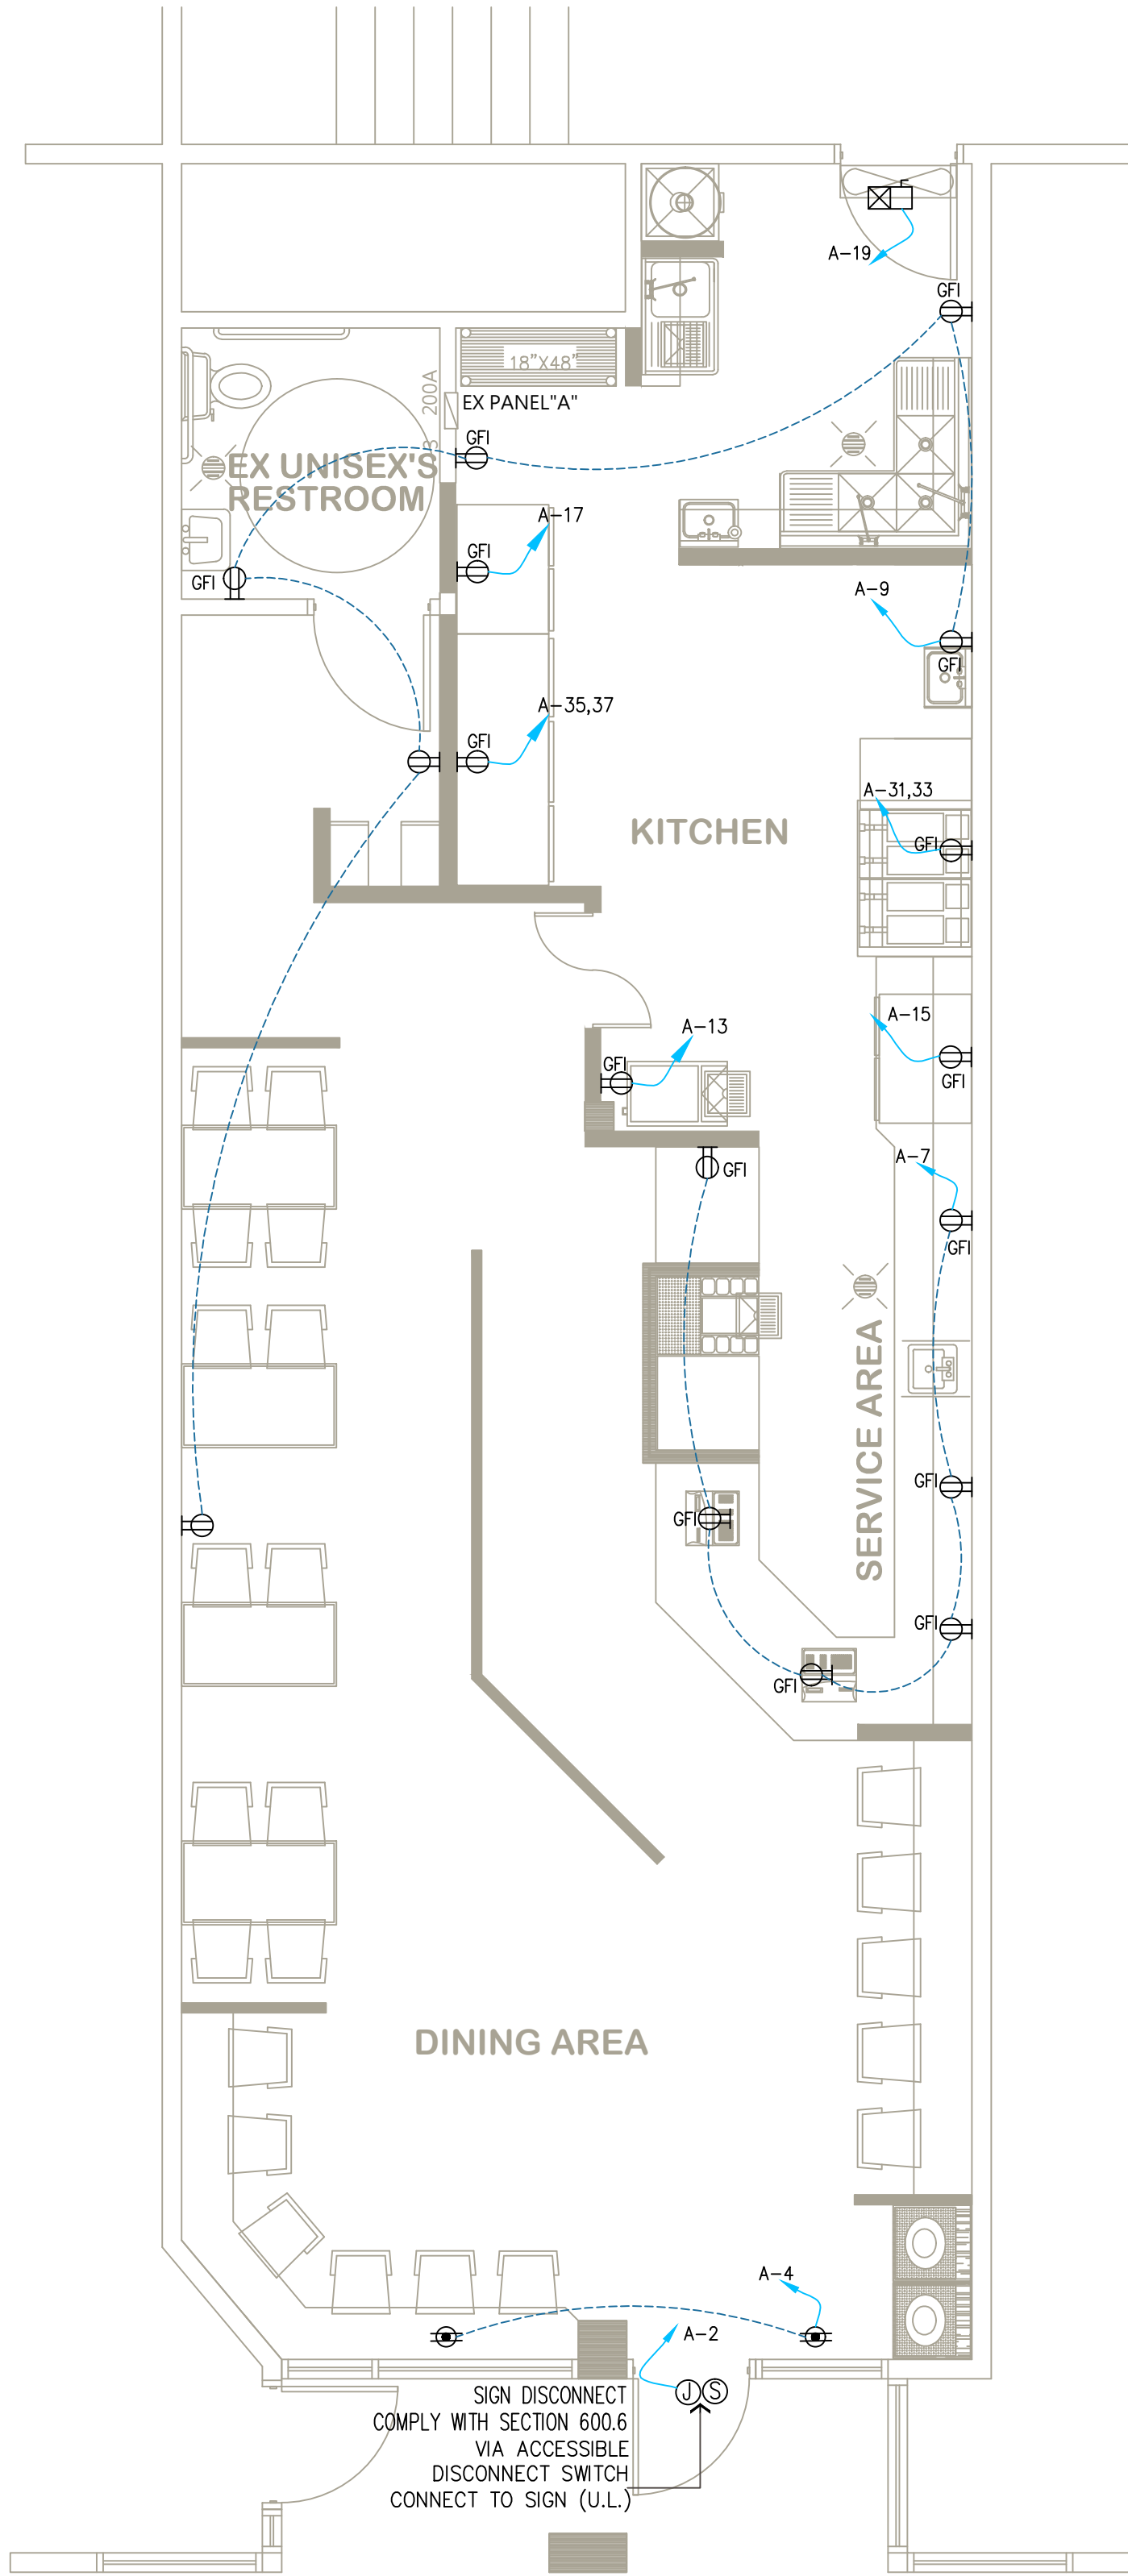 A-19
GFI
18"X48"
3 200A
EX PANEL"A"
GFI
EX UNISEX'S
RESTROOM
A-17
GFI
GFI
A-9
GFI
A-35,37
GFI
A-31,33
GFI
KITCHEN
A-15
A-13
GFI
GFI
GFI
A-7
GFI
SERVICE AREA
GFI
GFI
GFI
GFI
DINING AREA
A-4
A-2
J S
SIGN DISCONNECT
COMPLY WITH SECTION 600.6
VIA ACCESSIBLE
DISCONNECT SWITCH
CONNECT TO SIGN (U.L.)